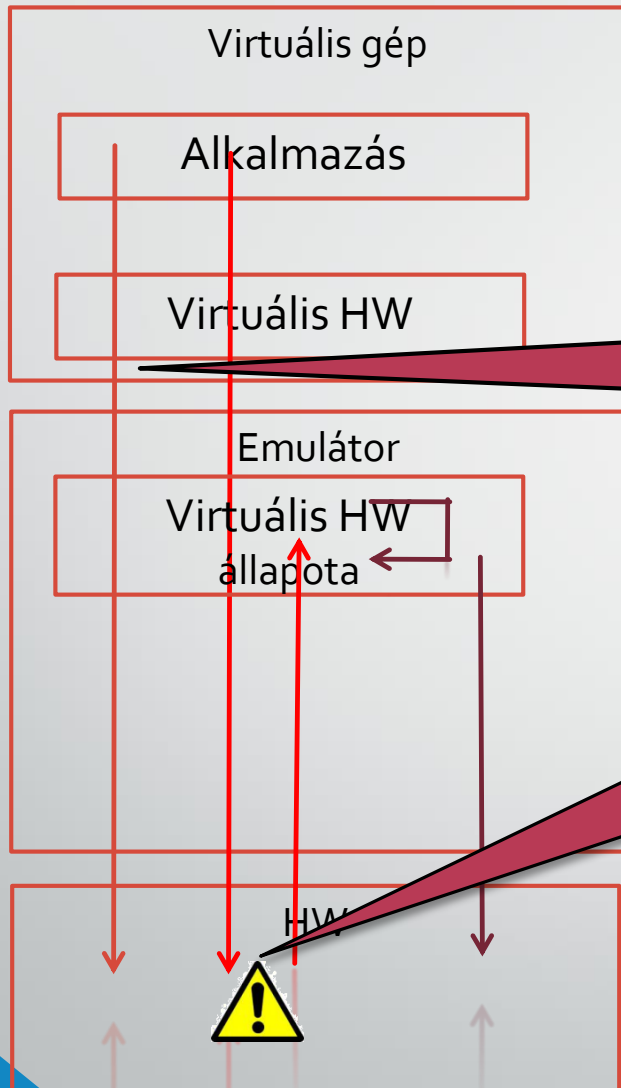 Virtuális gép
Alkalmazás
Virtuális HW
Emulátor
Virtuális HW
állapota
HW